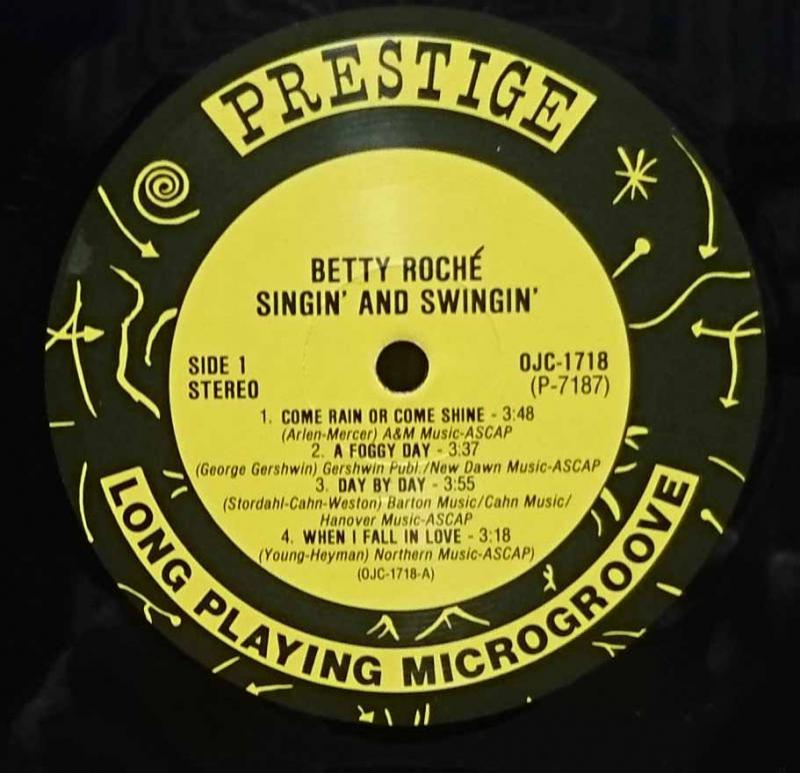 PRESTIGE
BETTY ROCHÉ
SINGIN' AND SWINGIN'
SIDE 1
STEREO
OJC-1718
(P-7187)
1. COME RAIN OR COME SHINE - 3:48
(Arlen-Mercer) A&M Music-ASCAP
2. A FOGGY DAY - 3:37
(George Gershwin) Gershwin Publ./New Dawn Music-ASCAP
3. DAY BY DAY - 3:55
(Stordahl-Cahn-Weston) Barton Music/Cahn Music/
Hanover Music-ASCAP
4. WHEN I FALL IN LOVE - 3:18
(Young-Heyman) Northern Music-ASCAP)
(OJC-1718-A)
LONG PLAYING MICROGROOVE